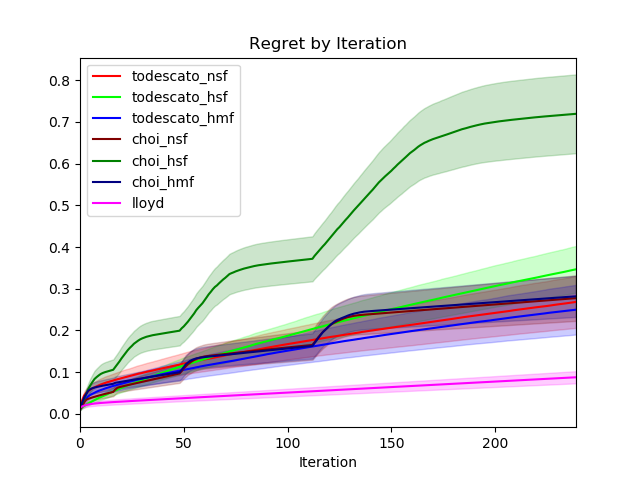 Regret by Iteration
0.8
0.7
0.6
0.5
0.4
0.3
0.2
0.1
0.0
todescato_nsf
todescato_hsf
todescato_hmf
choi_nsf
choi_hsf
choi_hmf
lloyd
0 50 100 150 200
Iteration